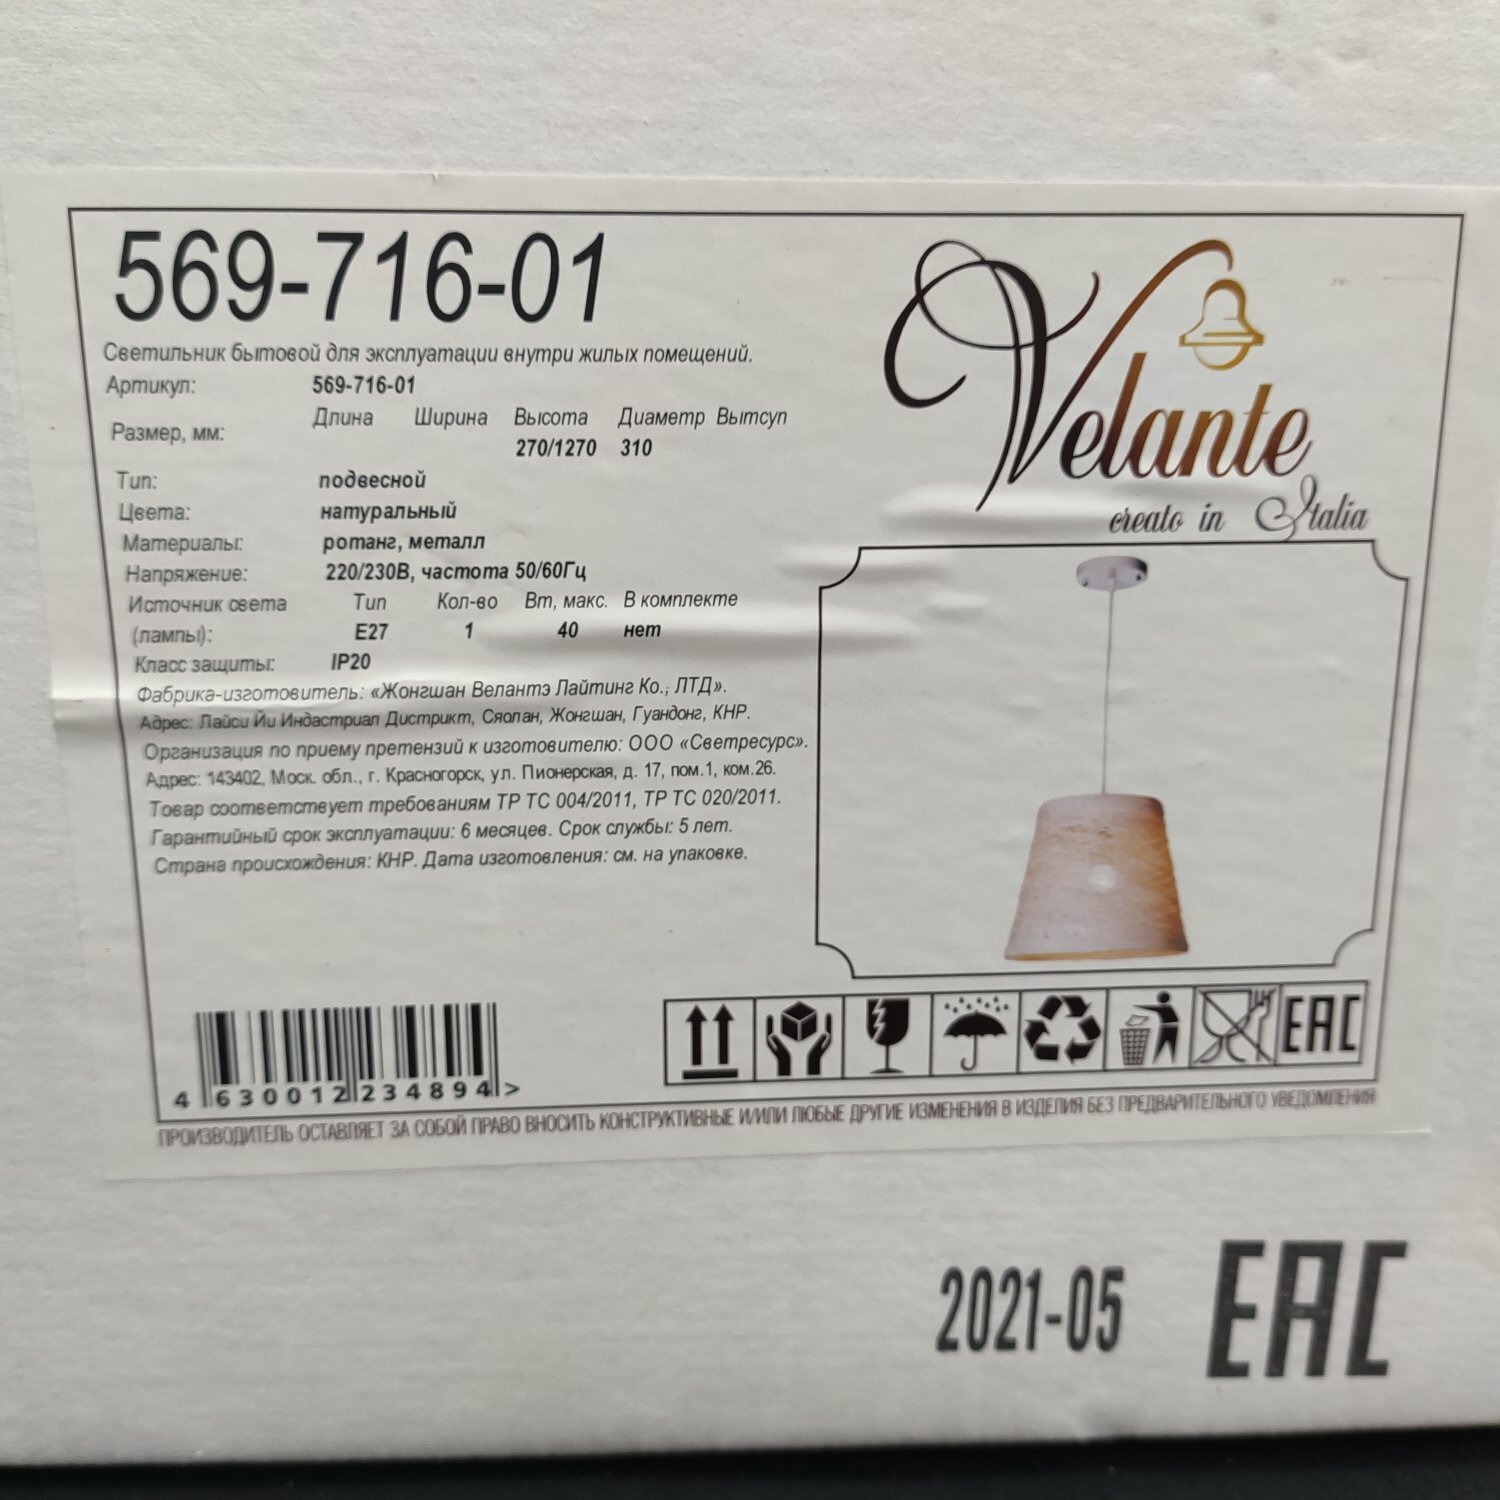 569-716-01
Светильник бытовой для эксплуатации внутри жилых помещений.
Артикул: 569-716-01
Размер, мм: Длина Ширина Высота Диаметр Вытсуп
270/1270 310
Тип: подвесной
Цвета: натуральный
Материалы: ротанг, металл
Напряжение: 220/230В, частота 50/60Гц
Источник света Тип Кол-во Вт, макс. В комплекте
(лампы): E27 1 40 нет
Класс защиты: IP20
Фабрика-изготовитель: «Жонгшан Велантэ Лайтинг Ко., ЛТД».
Адрес: Лайси Йи Индастриал Дистрикт, Сяолан, Жонгшан, Гуандонг, КНР.
Организация по приему претензий к изготовителю: ООО «Светресурс».
Адрес: 143402, Моск. обл., г. Красногорск, ул. Пионерская, д. 17, пом.1, ком.26.
Товар соответствует требованиям ТР ТС 004/2011, ТР ТС 020/2011.
Гарантийный срок эксплуатации: 6 месяцев. Срок службы: 5 лет.
Страна происхождения: КНР. Дата изготовления: см. на упаковке.
Velante
creato in Italia
4 630012 234894 >
EAC
ПРОИЗВОДИТЕЛЬ ОСТАВЛЯЕТ ЗА СОБОЙ ПРАВО ВНОСИТЬ КОНСТРУКТИВНЫЕ И/ИЛИ ЛЮБЫЕ ДРУГИЕ ИЗМЕНЕНИЯ В ИЗДЕЛИЯ БЕЗ ПРЕДВАРИТЕЛЬНОГО УВЕДОМЛЕНИЯ
2021-05 EAC